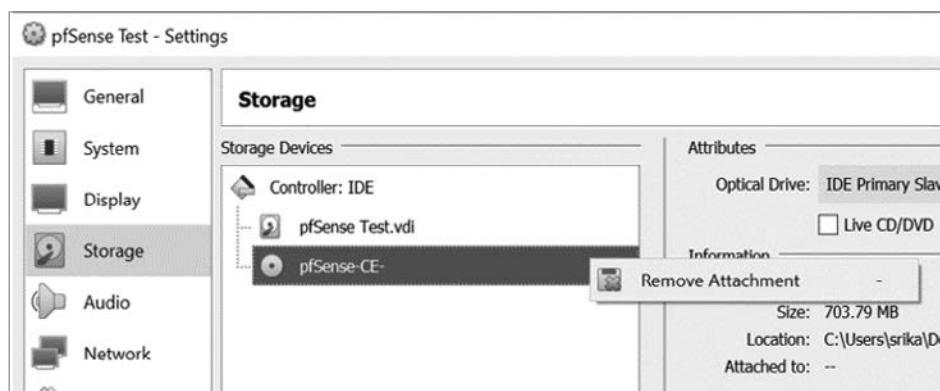 pfSense Test - Settings
General
System
Display
Storage
Audio
Network
Storage
Storage Devices
Controller: IDE
pfSense Test.vdi
pfSense-CE-
Attributes
Optical Drive: IDE Primary
Live CD/DVD
Information
Remove Attachment -
Size: 703.79 MB
Location: C:\Users\srika\
Attached to: --